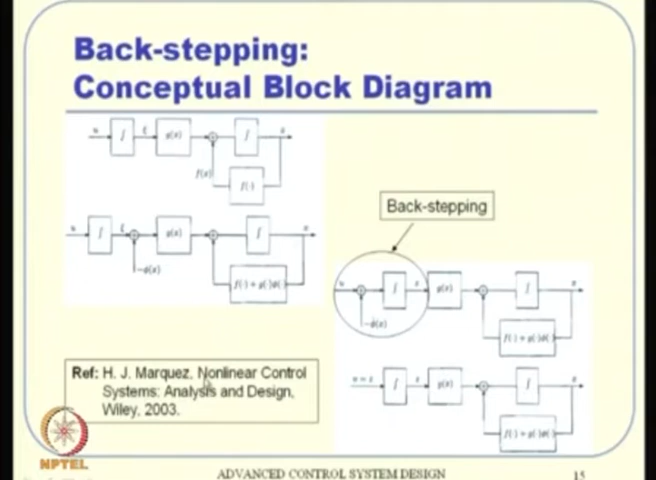 Back-stepping:
Conceptual Block Diagram
u ∫ ξ g(x) ∫ x
f(x)
f(·)
u ∫ ξ g(x) ∫ x
-φ(x)
f(·) + g(·)φ(·)
Back-stepping
u ∫ z g(x) ∫ x
f(·) + g(·)φ(·)
∫ z g(x) ∫ x
f(·) + g(·)φ(·)
Ref: H. J. Marquez, Nonlinear Control
Systems: Analysis and Design,
Wiley, 2003.
NPTEL
ADVANCED CONTROL SYSTEM DESIGN
15